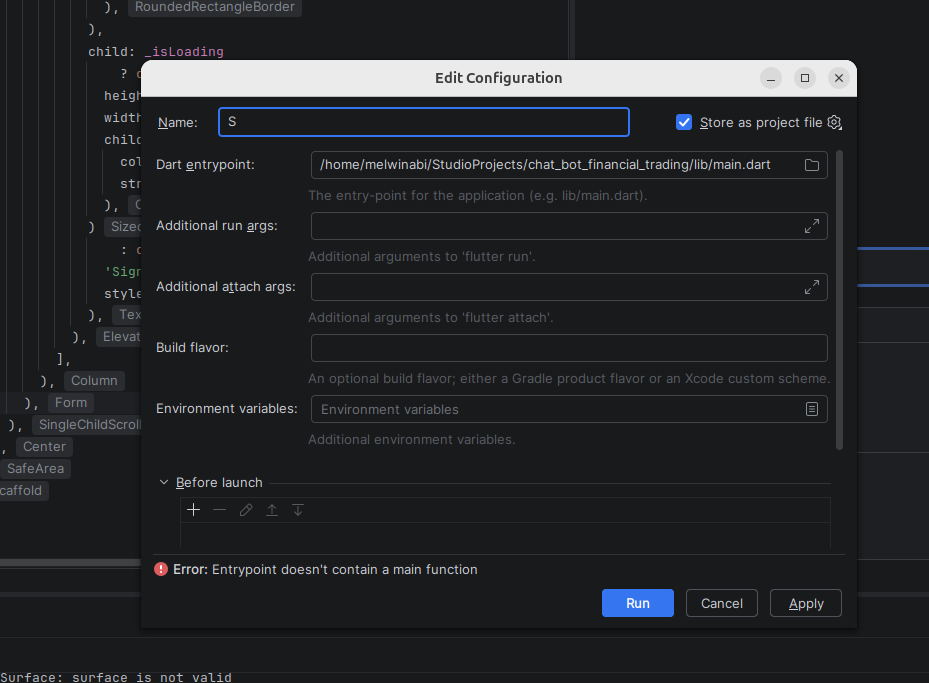 ), RoundedRectangleBorder
),
child: _isLoading
?
Edit Configuration
heigh
Name: S Store as project file
width
child
Dart entrypoint: /home/melwinabi/StudioProjects/chat_bot_financial_trading/lib/main.dart
col
str
The entry-point for the application (e.g. lib/main.dart).
),
) Sized
Additional run args:
:
Additional arguments to 'flutter run'.
'Sign
Additional attach args:
style
), Tex
Additional arguments to 'flutter attach'.
), Elevat
Build flavor:
],
), Column
An optional build flavor; either a Gradle product flavor or an Xcode custom scheme.
), Form
Environment variables: Environment variables
), SingleChildScroll
Additional environment variables.
, Center
SafeArea
caffold
Before launch
Error: Entrypoint doesn't contain a main function
Run Cancel Apply
Surface: surface is not valid